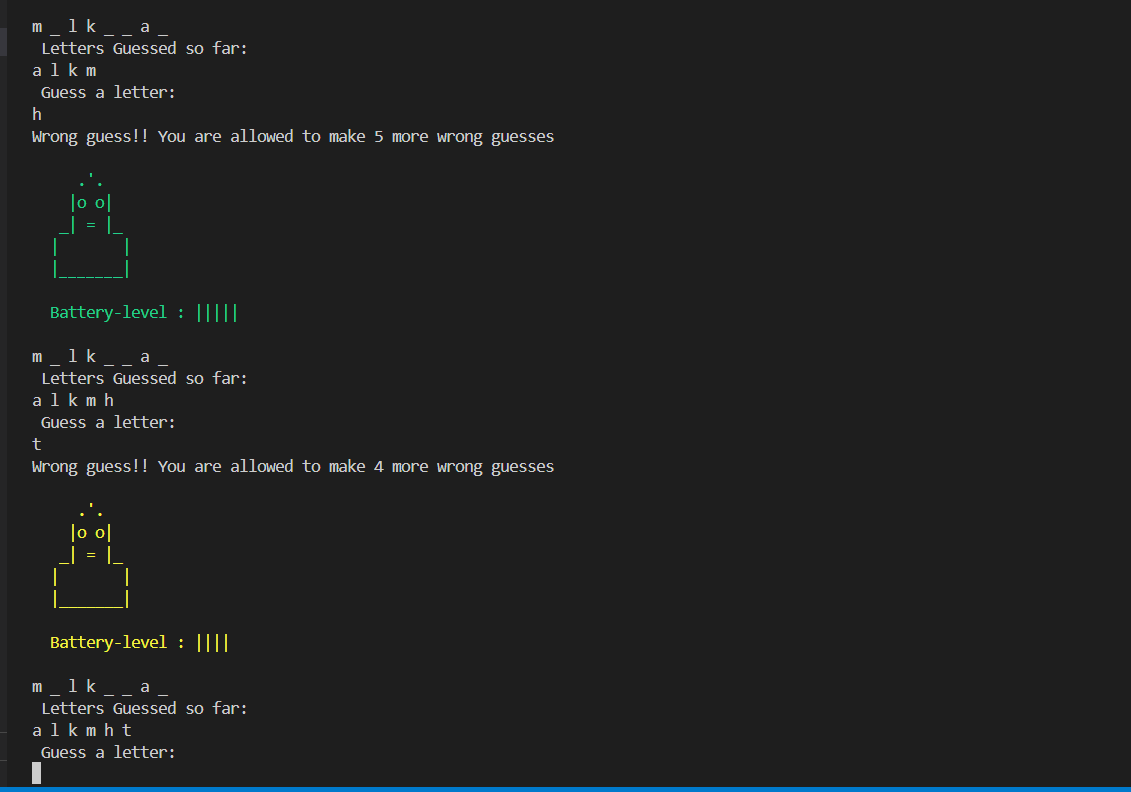 m _ l k _ _ a _
Letters Guessed so far:
a l k m
Guess a letter:
h
Wrong guess!! You are allowed to make 5 more wrong guesses
     .'.
    |o o|
   _| = |_
  |       |
  |_______|
Battery-level : |||||
m _ l k _ _ a _
Letters Guessed so far:
a l k m h
Guess a letter:
t
Wrong guess!! You are allowed to make 4 more wrong guesses
     .'.
    |o o|
   _| = |_
  |       |
  |_______|
Battery-level : ||||
m _ l k _ _ a _
Letters Guessed so far:
a l k m h t
Guess a letter: